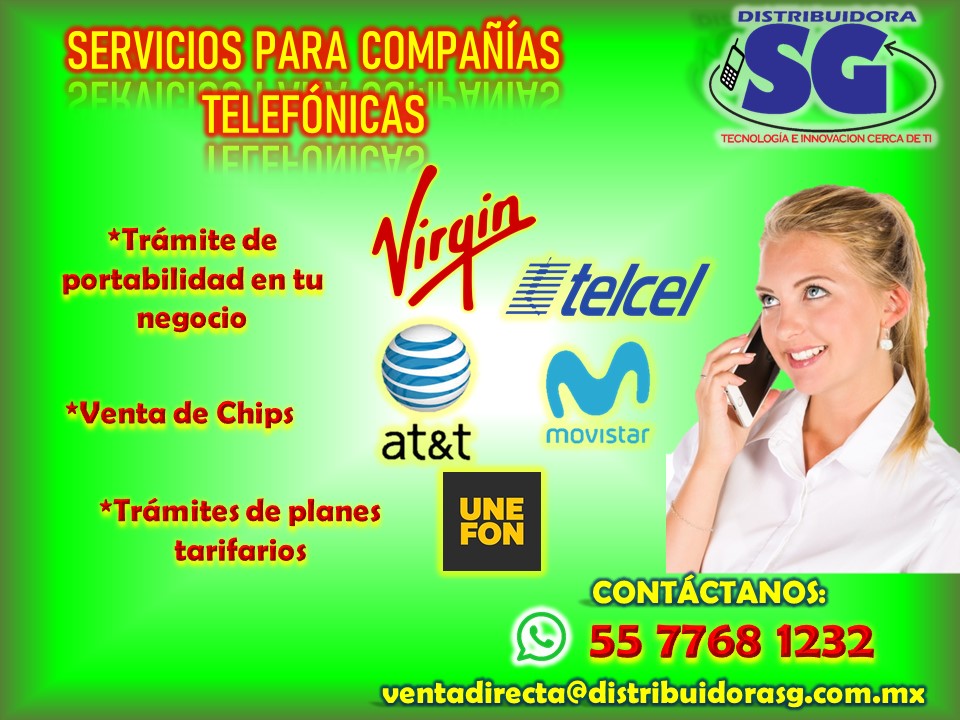 SERVICIOS PARA COMPAÑÍAS
TELEFÓNICAS
DISTRIBUIDORA
SG
TECNOLOGÍA E INNOVACION CERCA DE TI
*Trámite de
portabilidad en tu
negocio
*Venta de Chips
*Trámites de planes
tarifarios
Virgin
telcel
at&t
movistar
UNE
FON
CONTÁCTANOS:
55 7768 1232
ventadirecta@distribuidorasg.com.mx